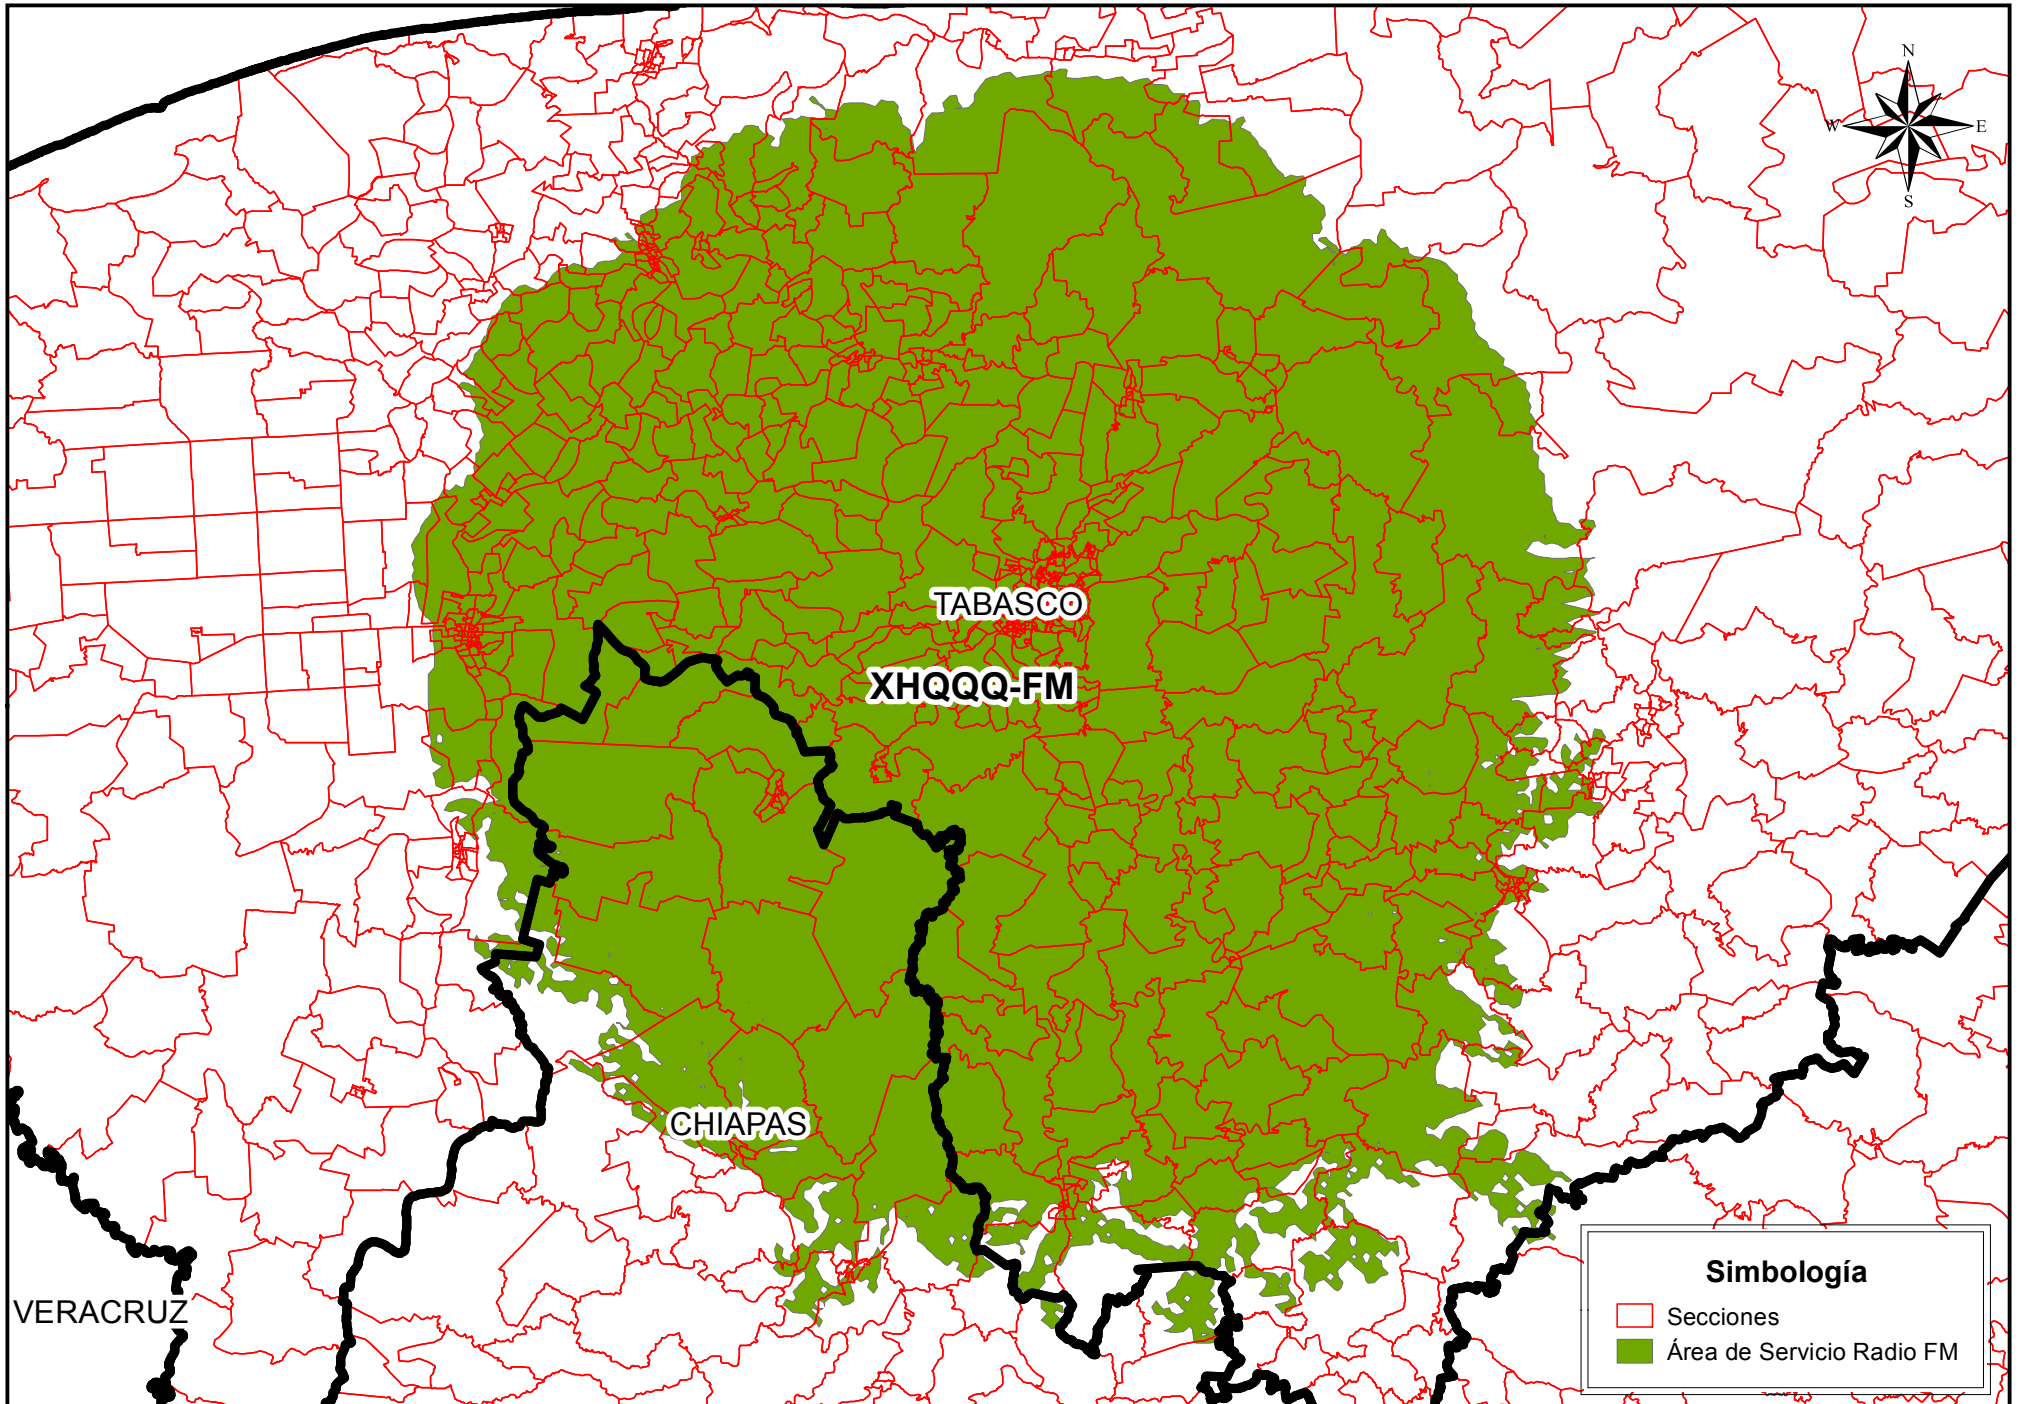 N
W E
S
TABASCO
XHQQQ-FM
CHIAPAS
VERACRUZ
Simbología
Secciones
Área de Servicio Radio FM